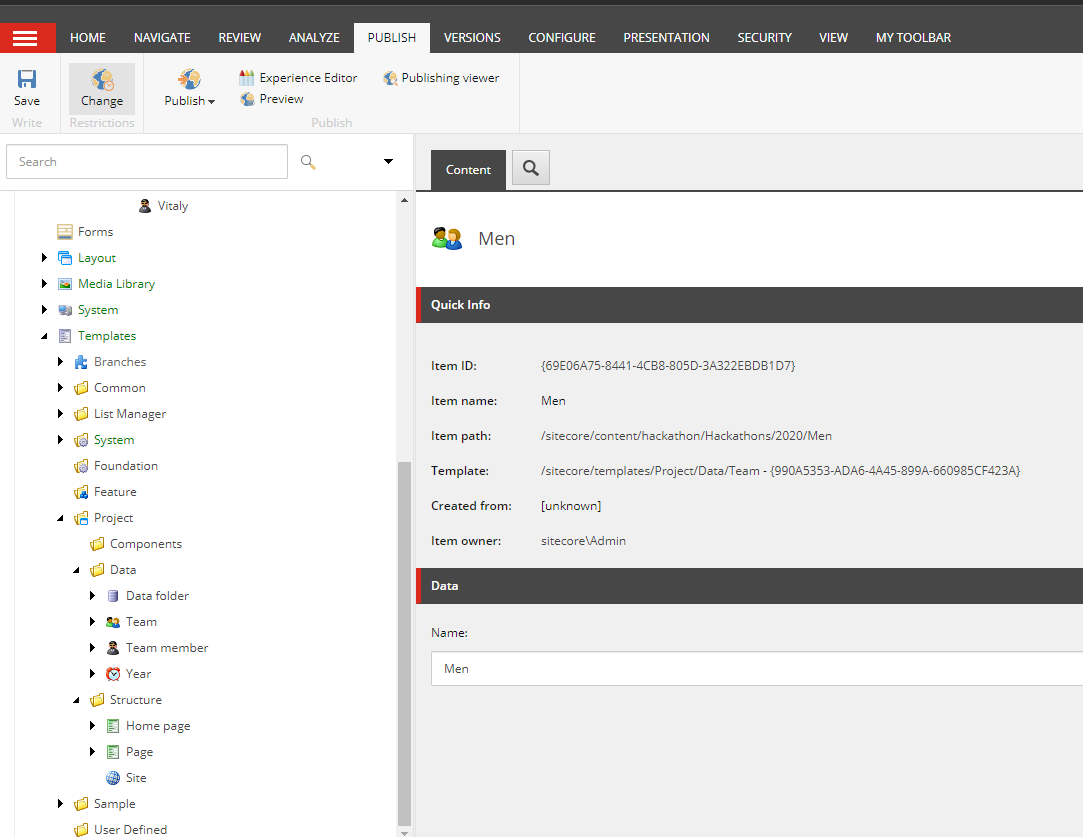 HOME NAVIGATE REVIEW ANALYZE PUBLISH VERSIONS CONFIGURE PRESENTATION SECURITY VIEW MY TOOLBAR
Experience Editor Publishing viewer
Save Change Publish Preview
Write Restrictions Publish
Search
Vitaly
Forms
Layout
Media Library
System
Templates
Branches
Common
List Manager
System
Foundation
Feature
Project
Components
Data
Data folder
Team
Team member
Year
Structure
Home page
Page
Site
Sample
User Defined
Content
Men
Quick Info
Item ID: {69E06A75-8441-4CB8-805D-3A322EBDB1D7}
Item name: Men
Item path: /sitecore/content/hackathon/Hackathons/2020/Men
Template: /sitecore/templates/Project/Data/Team - {990A5353-ADA6-4A45-899A-660985CF423A}
Created from: [unknown]
Item owner: sitecore\Admin
Data
Name:
Men